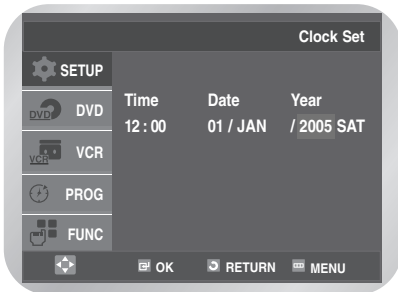 Clock Set
SETUP
DVD DVD
VCR VCR
PROG
FUNC
Time Date Year
12 : 00 01 / JAN / 2005 SAT
OK RETURN MENU